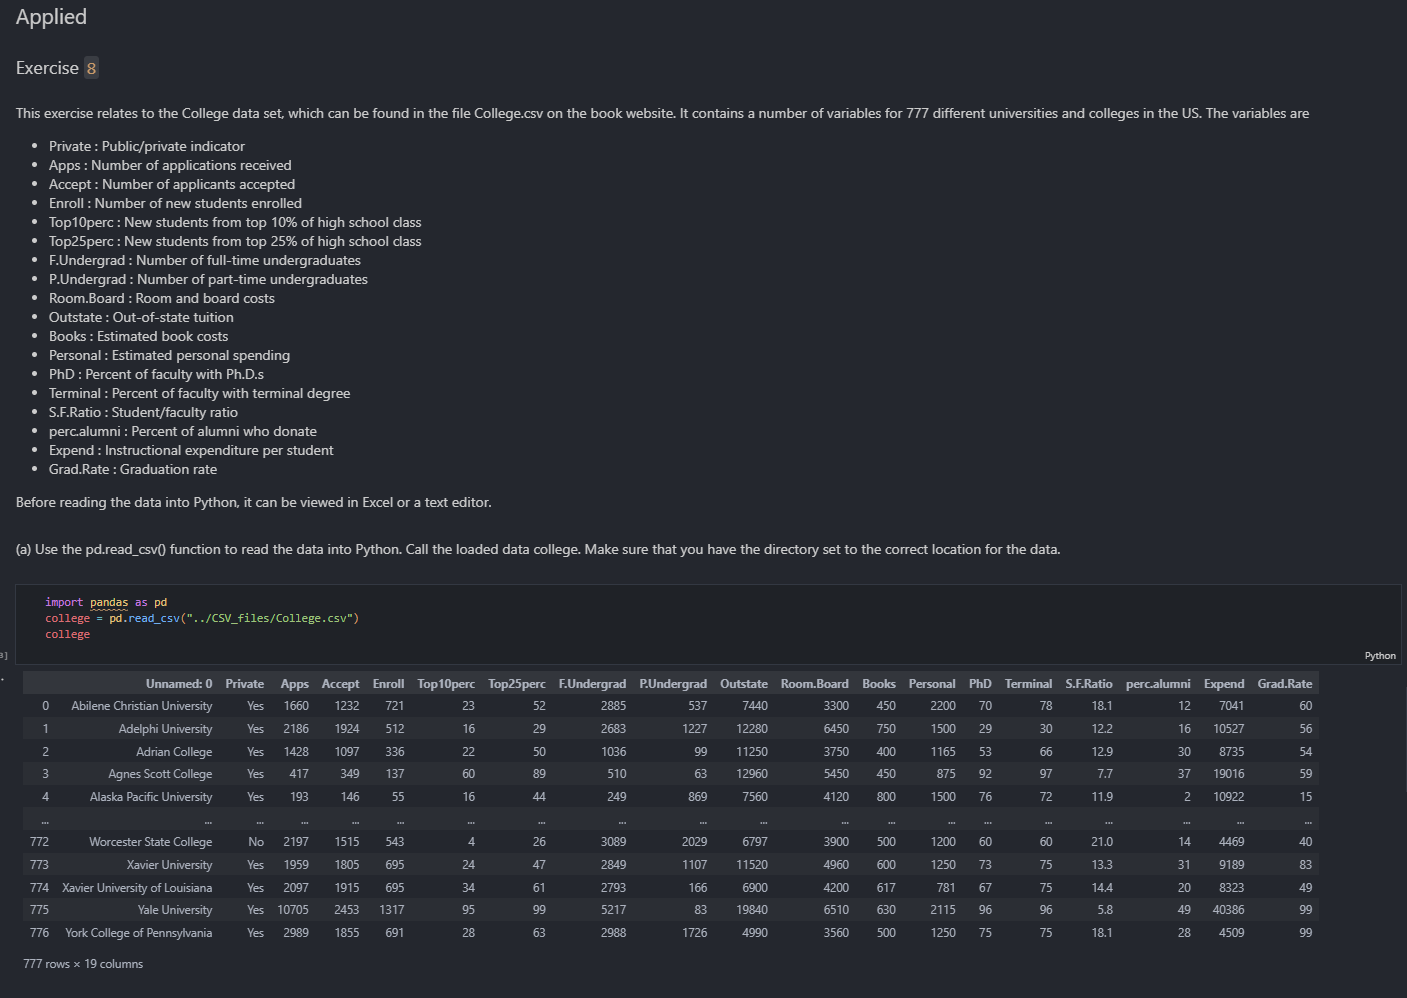 Applied
Exercise 8
This exercise relates to the College data set, which can be found in the file College.csv on the book website. It contains a number of variables for 777 different universities and colleges in the US. The variables are
• Private : Public/private indicator
• Apps : Number of applications received
• Accept : Number of applicants accepted
• Enroll : Number of new students enrolled
• Top10perc : New students from top 10% of high school class
• Top25perc : New students from top 25% of high school class
• F.Undergrad : Number of full-time undergraduates
• P.Undergrad : Number of part-time undergraduates
• Room.Board : Room and board costs
• Outstate : Out-of-state tuition
• Books : Estimated book costs
• Personal : Estimated personal spending
• PhD : Percent of faculty with Ph.D.s
• Terminal : Percent of faculty with terminal degree
• S.F.Ratio : Student/faculty ratio
• perc.alumni : Percent of alumni who donate
• Expend : Instructional expenditure per student
• Grad.Rate : Graduation rate
Before reading the data into Python, it can be viewed in Excel or a text editor.
(a) Use the pd.read_csv() function to read the data into Python. Call the loaded data college. Make sure that you have the directory set to the correct location for the data.
import pandas as pd
college = pd.read_csv("../CSV_files/College.csv")
college
Python
Unnamed: 0 Private Apps Accept Enroll Top10perc Top25perc F.Undergrad P.Undergrad Outstate Room.Board Books Personal PhD Terminal S.F.Ratio perc.alumni Expend Grad.Rate
0 Abilene Christian University Yes 1660 1232 721 23 52 2885 537 7440 3300 450 2200 70 78 18.1 12 7041 60
1 Adelphi University Yes 2186 1924 512 16 29 2683 1227 12280 6450 750 1500 29 30 12.2 16 10527 56
2 Adrian College Yes 1428 1097 336 22 50 1036 99 11250 3750 400 1165 53 66 12.9 30 8735 54
3 Agnes Scott College Yes 417 349 137 60 89 510 63 12960 5450 450 875 92 97 7.7 37 19016 59
4 Alaska Pacific University Yes 193 146 55 16 44 249 869 7560 4120 800 1500 76 72 11.9 2 10922 15
... ... ... ... ... ... ... ... ... ... ... ... ... ... ... ... ... ... ... ...
772 Worcester State College No 2197 1515 543 4 26 3089 2029 6797 3900 500 1200 60 60 21.0 14 4469 40
773 Xavier University Yes 1959 1805 695 24 47 2849 1107 11520 4960 600 1250 73 75 13.3 31 9189 83
774 Xavier University of Louisiana Yes 2097 1915 695 34 61 2793 166 6900 4200 617 781 67 75 14.4 20 8323 49
775 Yale University Yes 10705 2453 1317 95 99 5217 83 19840 6510 630 2115 96 96 5.8 49 40386 99
776 York College of Pennsylvania Yes 2989 1855 691 28 63 2988 1726 4990 3560 500 1250 75 75 18.1 28 4509 99
777 rows × 19 columns